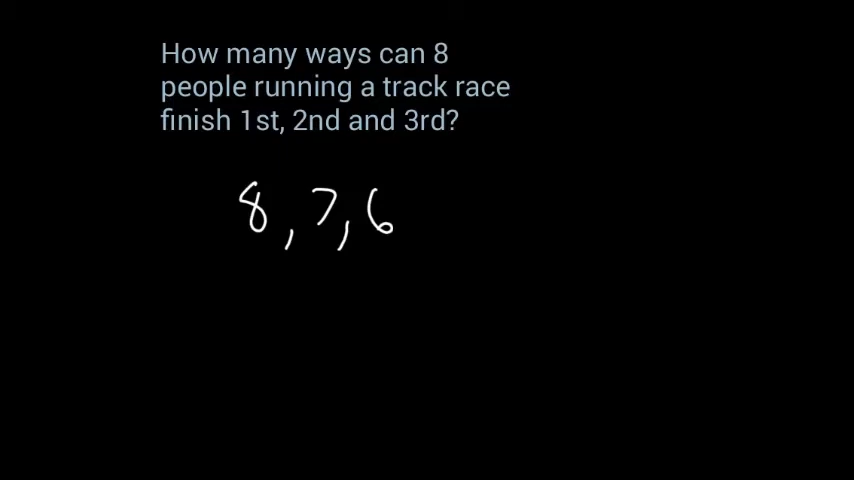 How many ways can 8
people running a track race
finish 1st, 2nd and 3rd?
8, 7, 6